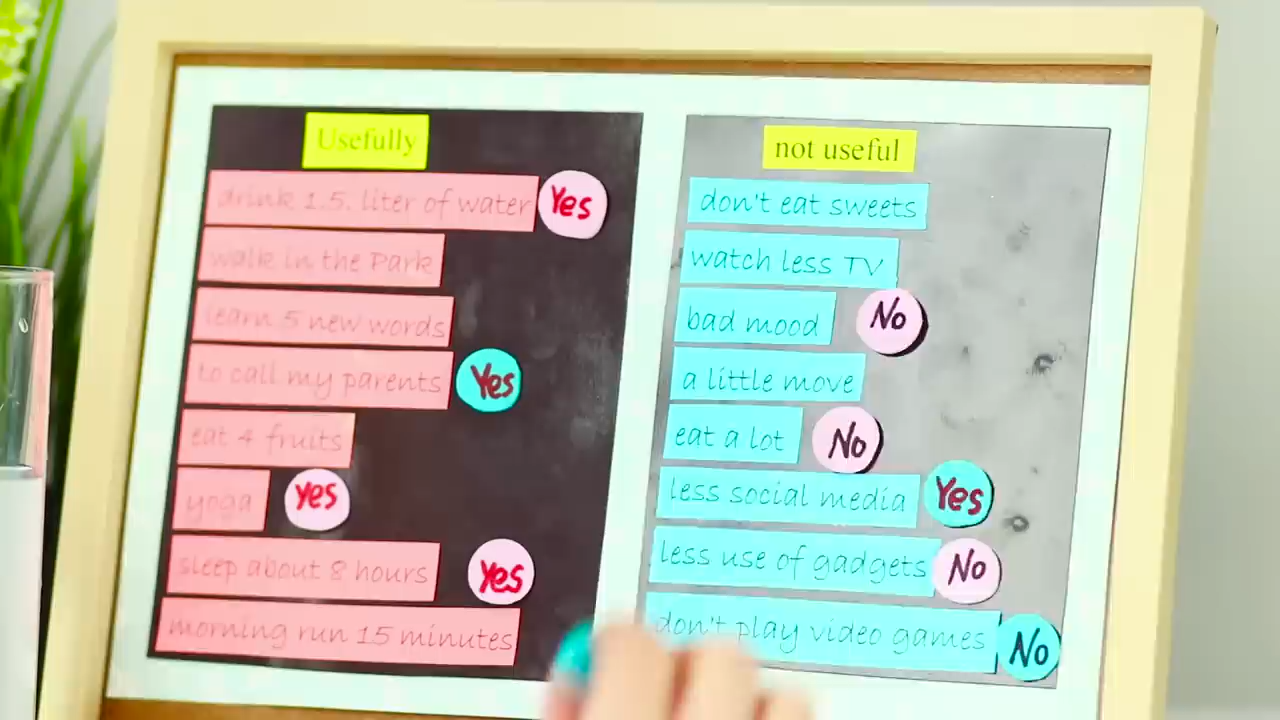 Usefully
drink 1.5. liter of water Yes
walk in the Park
learn 5 new words
to call my parents Yes
eat 4 fruits
yoga yes
sleep about 8 hours yes
morning run 15 minutes
not useful
don't eat sweets
watch less TV
bad mood No
a little move
eat a lot No
less social media Yes
less use of gadgets No
don't play video games No